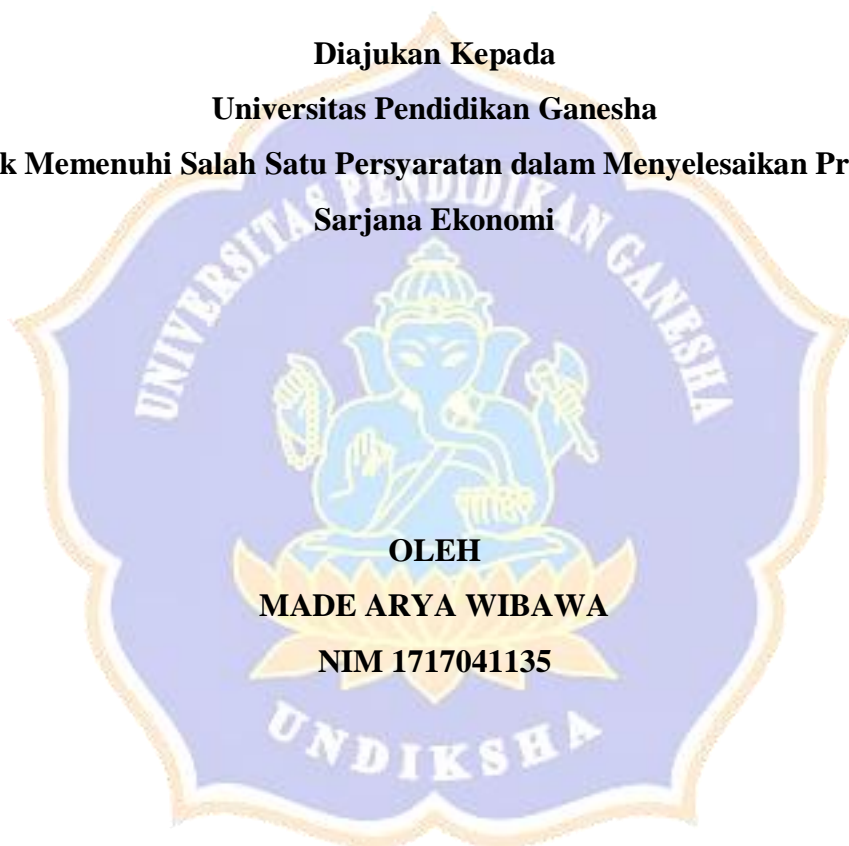 Diajukan Kepada
Universitas Pendidikan Ganesha
k Memenuhi Salah Satu Persyaratan dalam Menyelesaikan Pr
Sarjana Ekonomi
UNIVERSITAS PENDIDIKAN GANESHA
OLEH
MADE ARYA WIBAWA
NIM 1717041135
UNDIKSHA